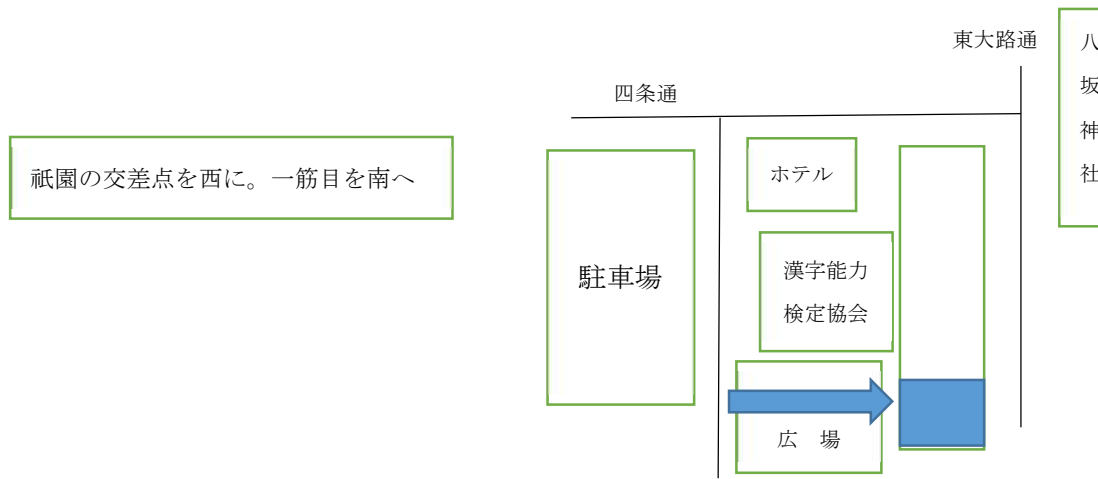 東大路通
八
坂
神
社
四条通
祇園の交差点を西に。一筋目を南へ
ホテル
駐車場
漢字能力
検定協会
広　場